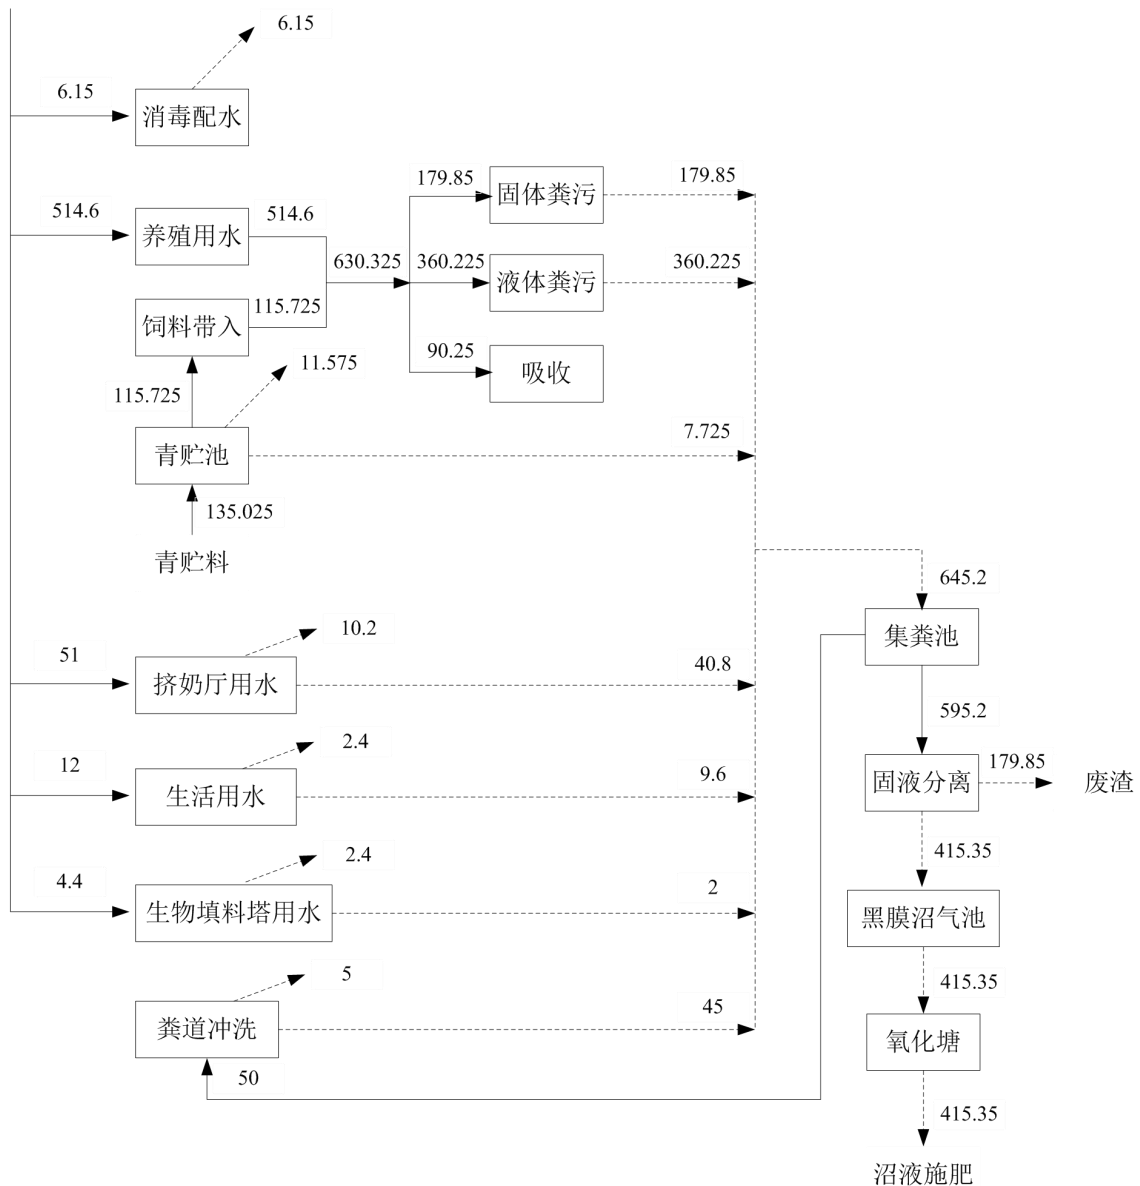 6.15
6.15
消毒配水
514.6
养殖用水
514.6
630.325
179.85
固体粪污
179.85
360.225
液体粪污
360.225
饲料带入
115.725
90.25
吸收
115.725
11.575
青贮池
7.725
135.025
青贮料
645.2
集粪池
51
挤奶厅用水
10.2
40.8
595.2
12
生活用水
2.4
9.6
固液分离
179.85
废渣
415.35
4.4
生物填料塔用水
2.4
2
黑膜沼气池
415.35
粪道冲洗
5
45
50
氧化塘
415.35
沼液施肥